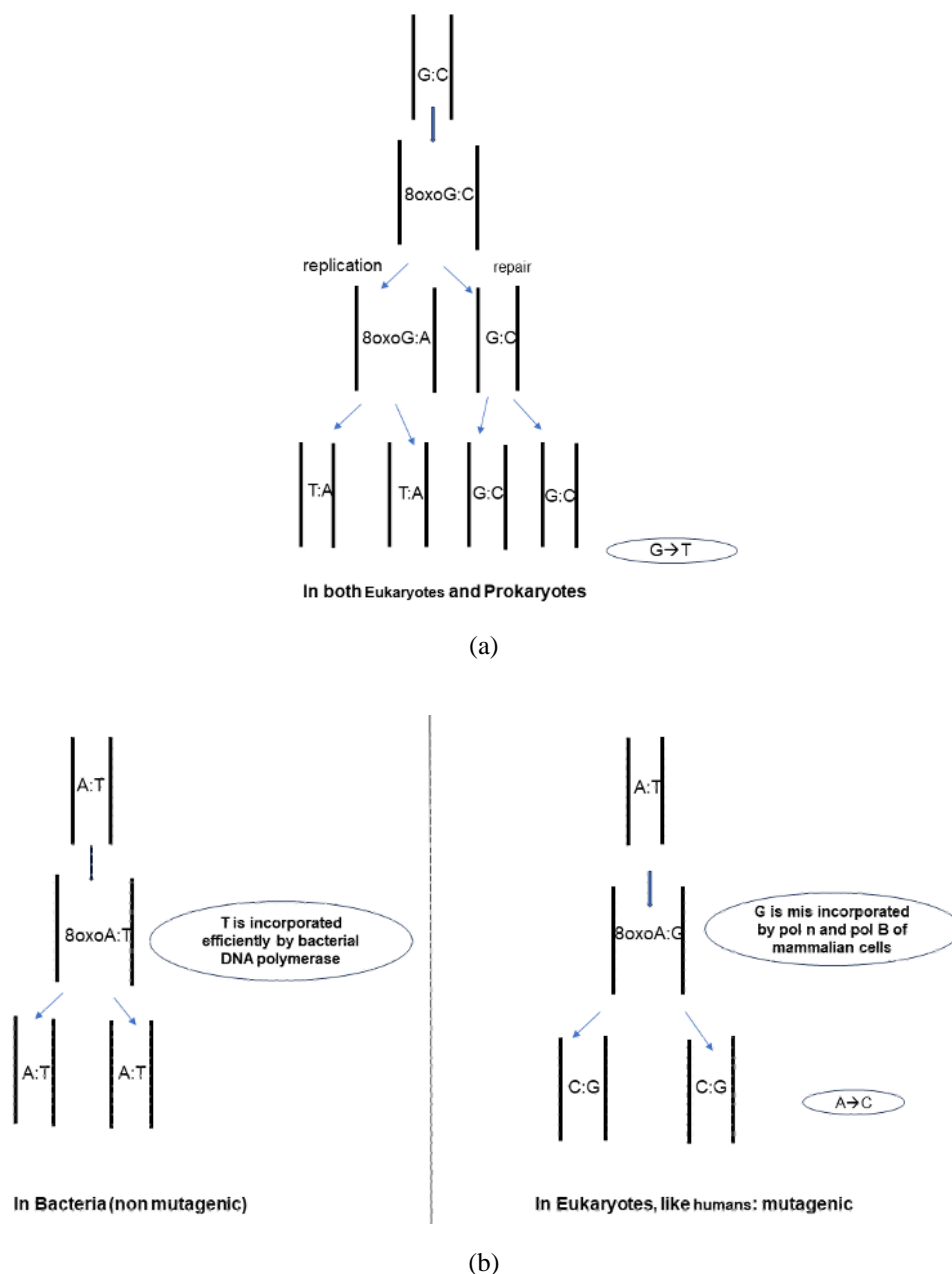 G:C
8oxoG:C
replication
repair
8oxoG:A
G:C
T:A
T:A
G:C
G:C
G→T
In both Eukaryotes and Prokaryotes
(a)
A:T
8oxoA:T
T is incorporated
efficiently by bacterial
DNA polymerase
A:T
A:T
In Bacteria (non mutagenic)
A:T
8oxoA:G
G is mis incorporated
by pol n and pol B of
mammalian cells
C:G
C:G
A→C
In Eukaryotes, like humans: mutagenic
(b)